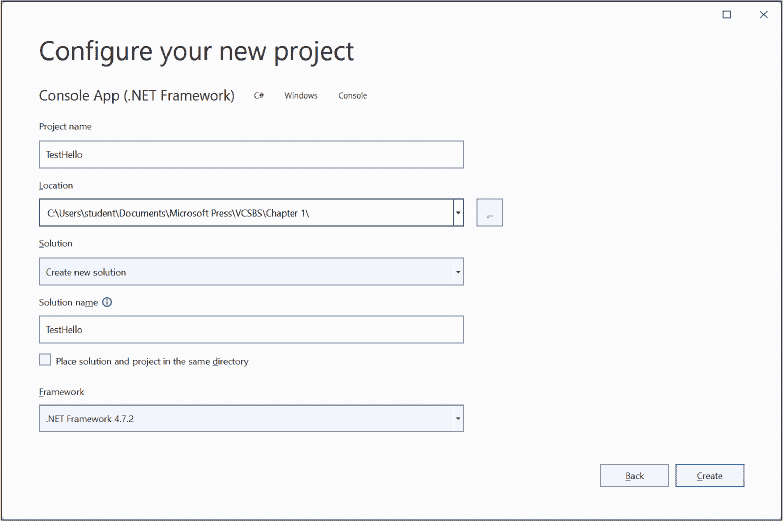 Configure your new project
Console App (.NET Framework) C# Windows Console
Project name
TestHello
Location
C:\Users\student\Documents\Microsoft Press\VCSBS\Chapter 1\
...
Solution
Create new solution
Solution name
TestHello
Place solution and project in the same directory
Framework
.NET Framework 4.7.2
Back Create